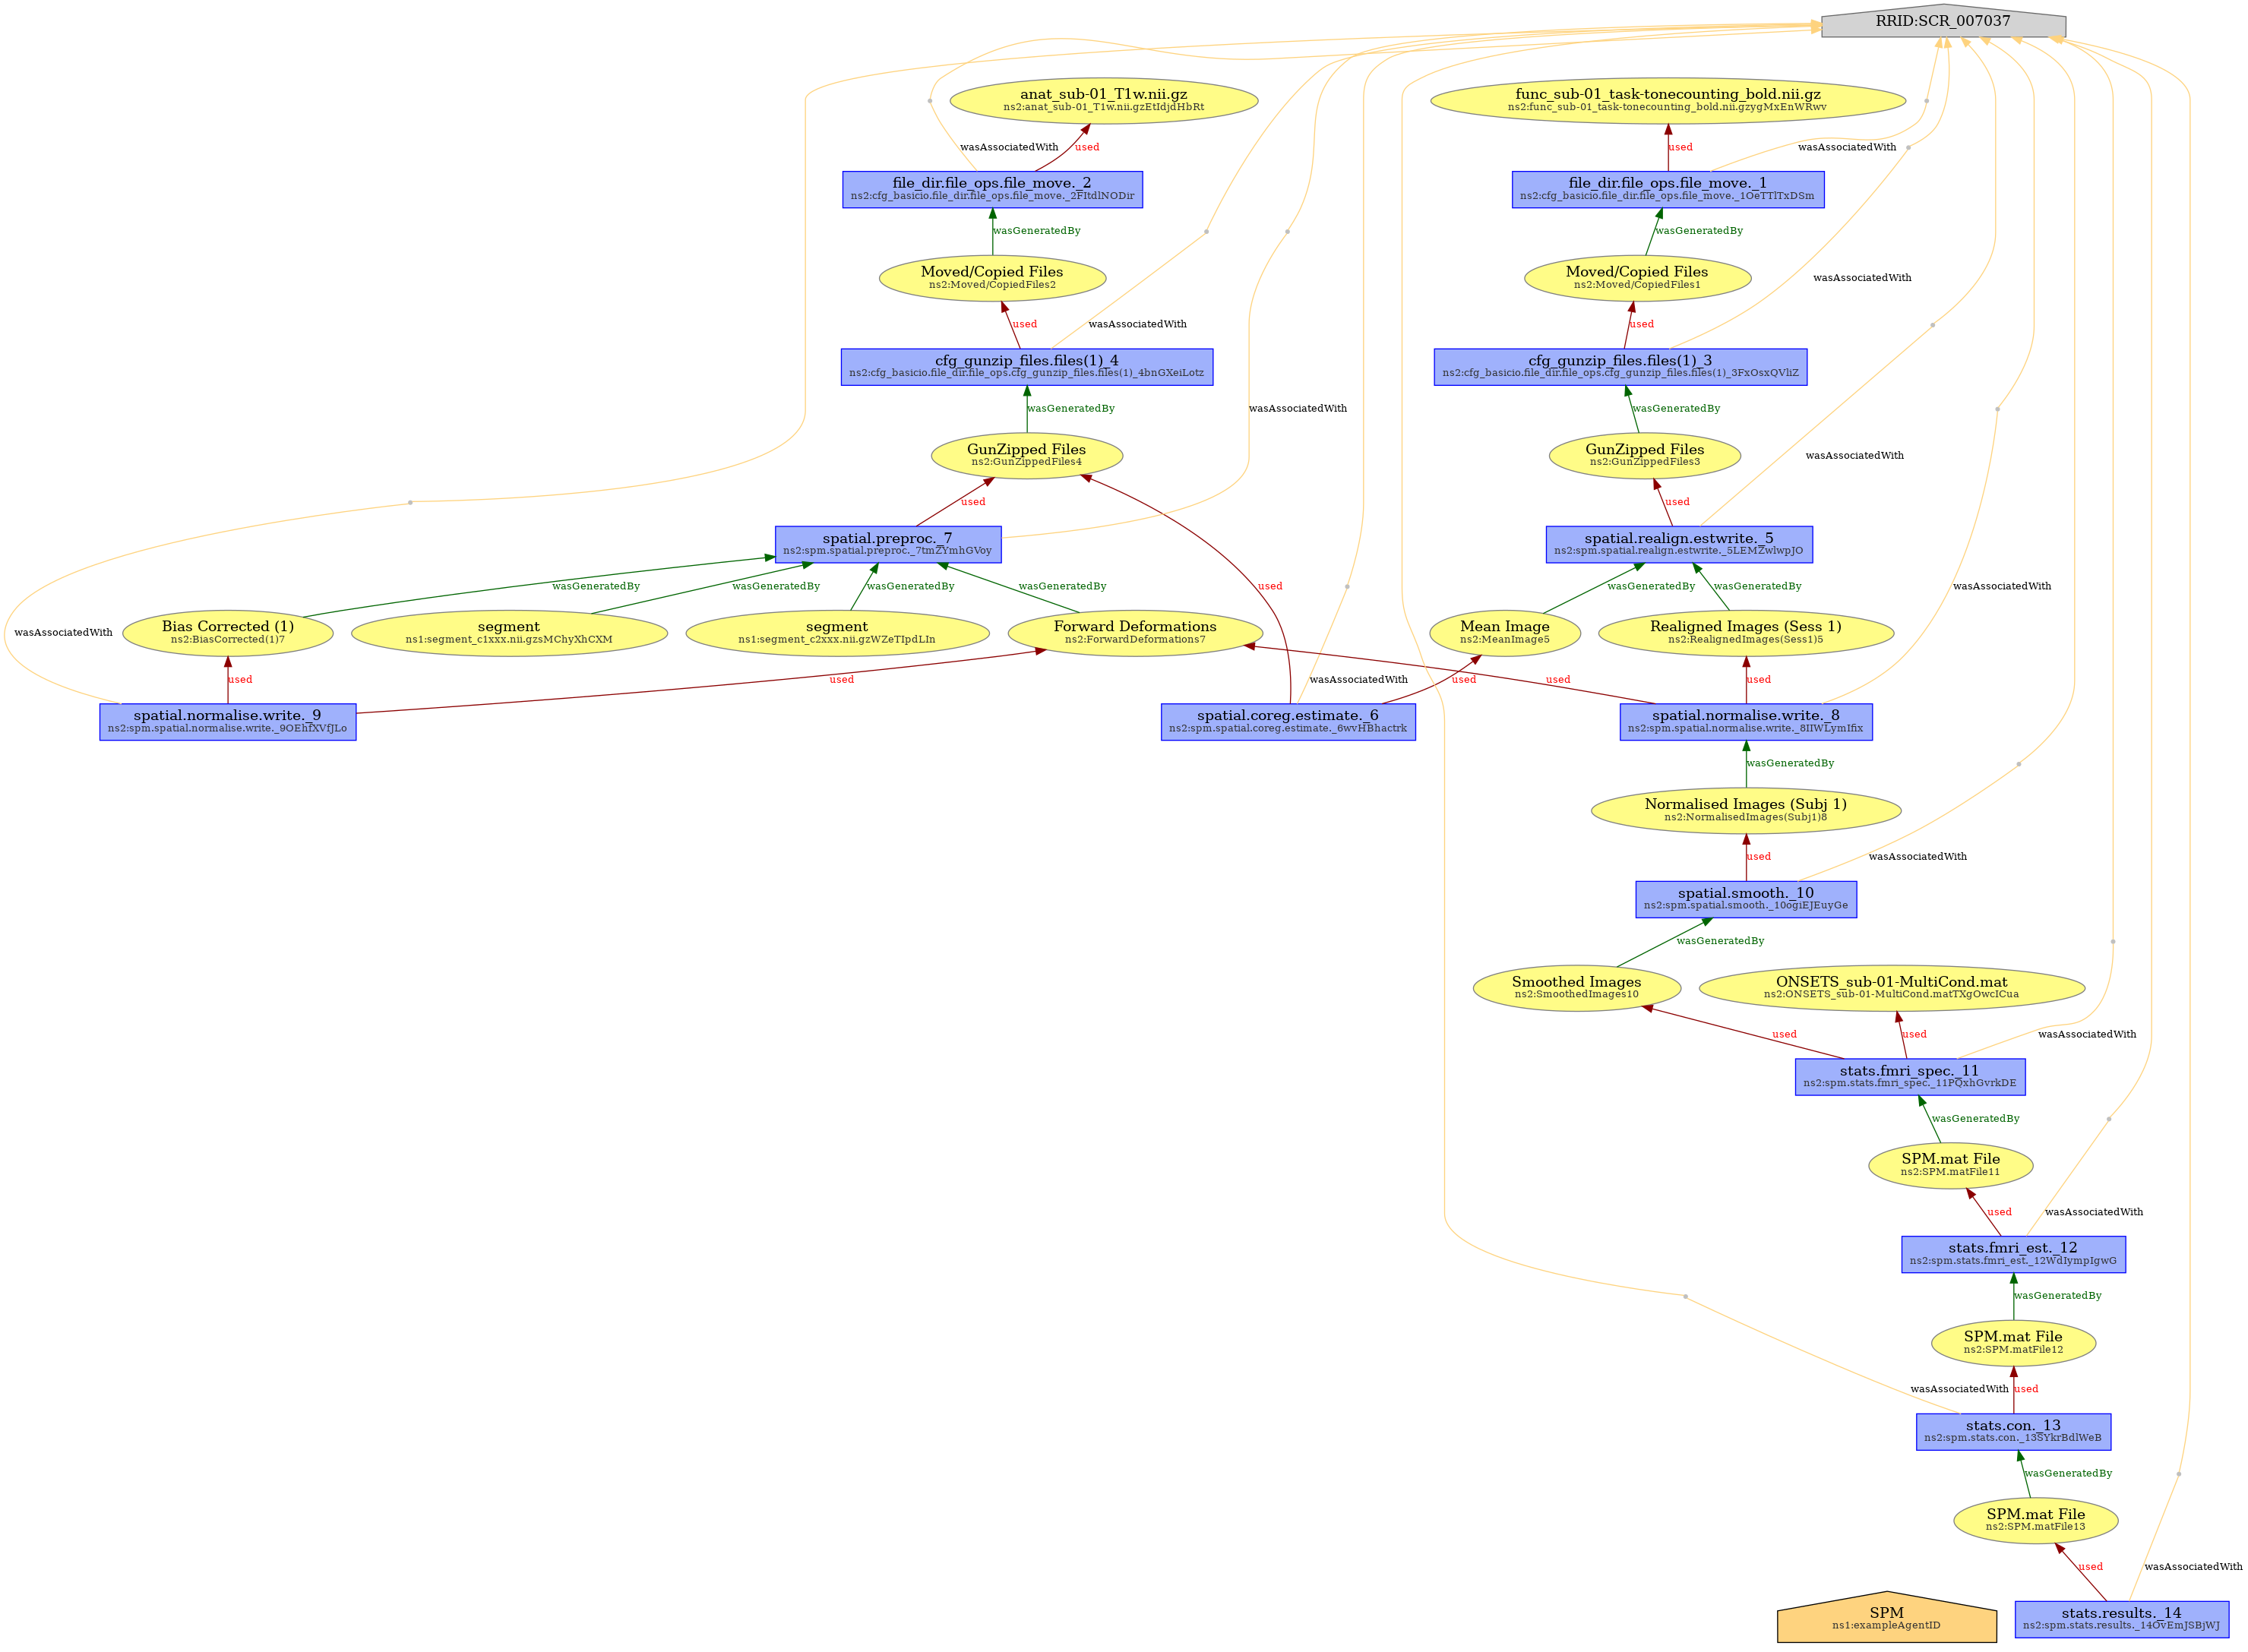 RRID:SCR_007037
anat_sub-01_T1w.nii.gz
ns2:anat_sub-01_T1w.nii.gzEtIdjdHbRt
func_sub-01_task-tonecounting_bold.nii.gz
ns2:func_sub-01_task-tonecounting_bold.nii.gzygMxEnWRwv
wasAssociatedWith
used
used
wasAssociatedWith
file_dir.file_ops.file_move._2
ns2:cfg_basicio.file_dir.file_ops.file_move._2FItdlNODir
file_dir.file_ops.file_move._1
ns2:cfg_basicio.file_dir.file_ops.file_move._1OeTTlTxDSm
wasGeneratedBy
wasGeneratedBy
Moved/Copied Files
ns2:Moved/CopiedFiles2
Moved/Copied Files
ns2:Moved/CopiedFiles1
wasAssociatedWith
used
wasAssociatedWith
used
cfg_gunzip_files.files(1)_4
ns2:cfg_basicio.file_dir.file_ops.cfg_gunzip_files.files(1)_4bnGXeiLotz
cfg_gunzip_files.files(1)_3
ns2:cfg_basicio.file_dir.file_ops.cfg_gunzip_files.files(1)_3FxOsxQVliZ
wasGeneratedBy
wasAssociatedWith
wasGeneratedBy
GunZipped Files
ns2:GunZippedFiles4
GunZipped Files
ns2:GunZippedFiles3
wasAssociatedWith
used
used
spatial.preproc._7
ns2:spm.spatial.preproc._7tmZYmhGVoy
spatial.realign.estwrite._5
ns2:spm.spatial.realign.estwrite._5LEMZwlwpJO
wasGeneratedBy
wasGeneratedBy
wasGeneratedBy
wasGeneratedBy
used
wasGeneratedBy
wasGeneratedBy
wasAssociatedWith
wasAssociatedWith
Bias Corrected (1)
ns2:BiasCorrected(1)7
segment
ns1:segment_c1xxx.nii.gzsMChyXhCXM
segment
ns1:segment_c2xxx.nii.gzWZeTIpdLIn
Forward Deformations
ns2:ForwardDeformations7
Mean Image
ns2:MeanImage5
Realigned Images (Sess 1)
ns2:RealignedImages(Sess1)5
used
used
wasAssociatedWith
used
used
used
spatial.normalise.write._9
ns2:spm.spatial.normalise.write._9OEhfXVfJLo
spatial.coreg.estimate._6
ns2:spm.spatial.coreg.estimate._6wvHBhactrk
spatial.normalise.write._8
ns2:spm.spatial.normalise.write._8IIWLymIfix
wasGeneratedBy
Normalised Images (Subj 1)
ns2:NormalisedImages(Subj1)8
used
wasAssociatedWith
spatial.smooth._10
ns2:spm.spatial.smooth._10ogiEJEuyGe
wasGeneratedBy
Smoothed Images
ns2:SmoothedImages10
ONSETS_sub-01-MultiCond.mat
ns2:ONSETS_sub-01-MultiCond.matTXgOwcICua
used
used
wasAssociatedWith
stats.fmri_spec._11
ns2:spm.stats.fmri_spec._11PQxhGvrkDE
wasGeneratedBy
SPM.mat File
ns2:SPM.matFile11
used
wasAssociatedWith
stats.fmri_est._12
ns2:spm.stats.fmri_est._12WdIympIgwG
wasGeneratedBy
SPM.mat File
ns2:SPM.matFile12
wasAssociatedWith
used
stats.con._13
ns2:spm.stats.con._13SYkrBdlWeB
wasGeneratedBy
SPM.mat File
ns2:SPM.matFile13
used
wasAssociatedWith
SPM
ns1:exampleAgentID
stats.results._14
ns2:spm.stats.results._14OvEmJSBjWJ